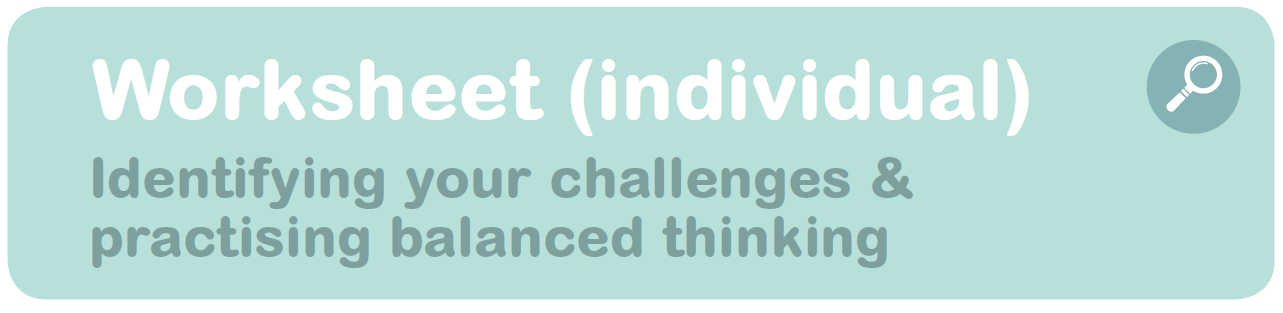 Worksheet (individual)
Identifying your challenges &
practising balanced thinking